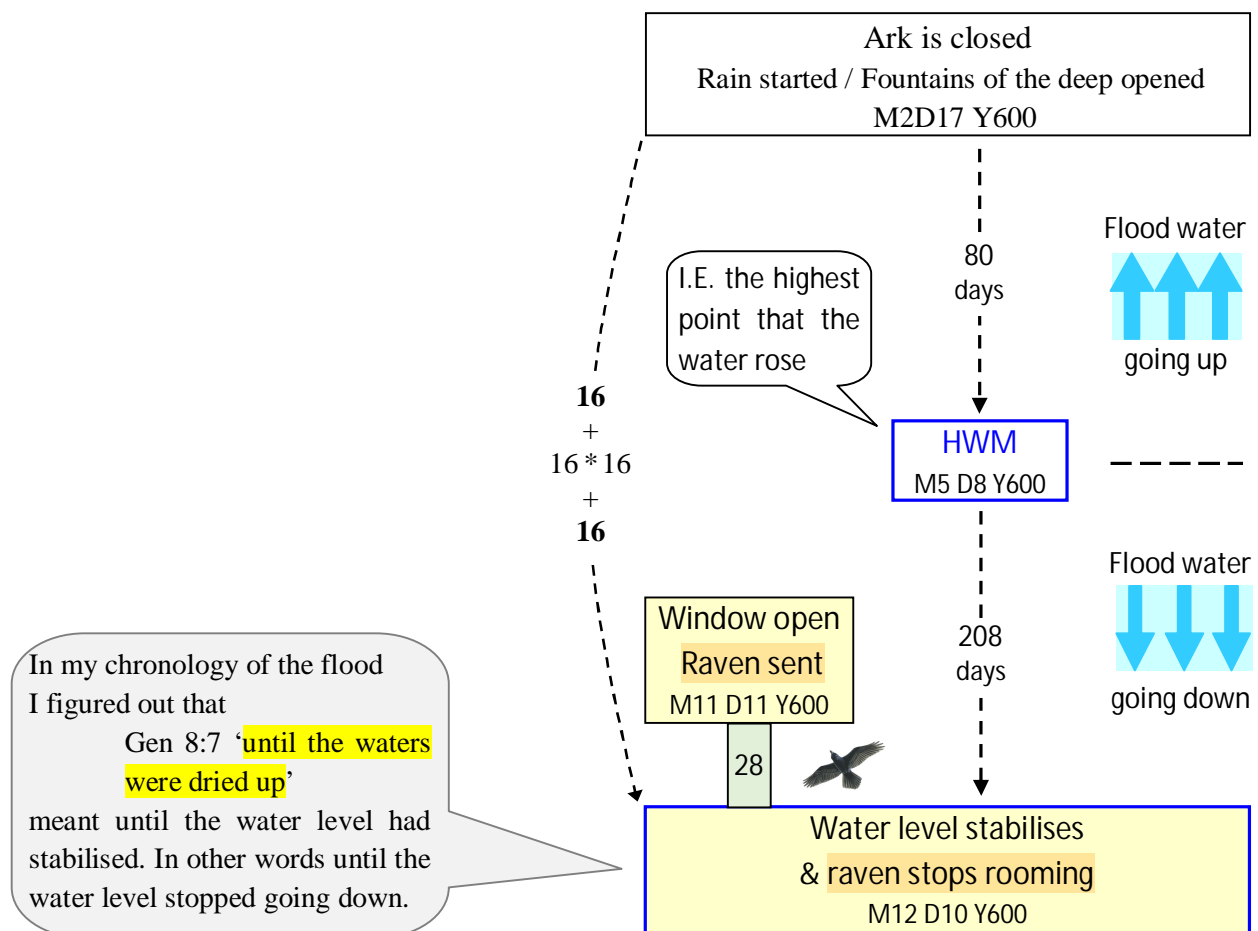 Ark is closed
Rain started / Fountains of the deep opened
M2D17 Y600
80
days
Flood water
going up
I.E. the highest
point that the
water rose
16
+
16 * 16
+
16
HWM
M5 D8 Y600
Flood water
going down
208
days
Window open
Raven sent
M11 D11 Y600
28
In my chronology of the flood
I figured out that
Gen 8:7 ‘until the waters
were dried up’
meant until the water level had
stabilised. In other words until the
water level stopped going down.
Water level stabilises
& raven stops rooming
M12 D10 Y600